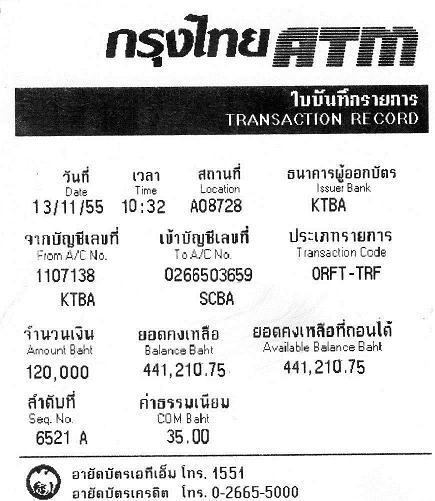 กรุงไทย ATM
ใบบันทึกรายการ
TRANSACTION RECORD
วันที่ เวลา สถานที่ ธนาคารผู้ออกบัตร
Date Time Location Issuer Bank
13/11/55 10:32 A08728 KTBA
จากบัญชีเลขที่ เข้าบัญชีเลขที่ ประเภทรายการ
From A/C No. To A/C No. Transaction Code
1107138 0266503659 ORFT-TRF
KTBA SCBA
จำนวนเงิน ยอดคงเหลือ ยอดคงเหลือที่ถอนได้
Amount Baht Balance Baht Available Balance Baht
120,000 441,210.75 441,210.75
ลำดับที่ ค่าธรรมเนียม
Seq. No. COM Baht
6521 A 35.00
อายัดบัตรเอทีเอ็ม โทร. 1551
อายัดบัตรเครดิต โทร. 0-2665-5000